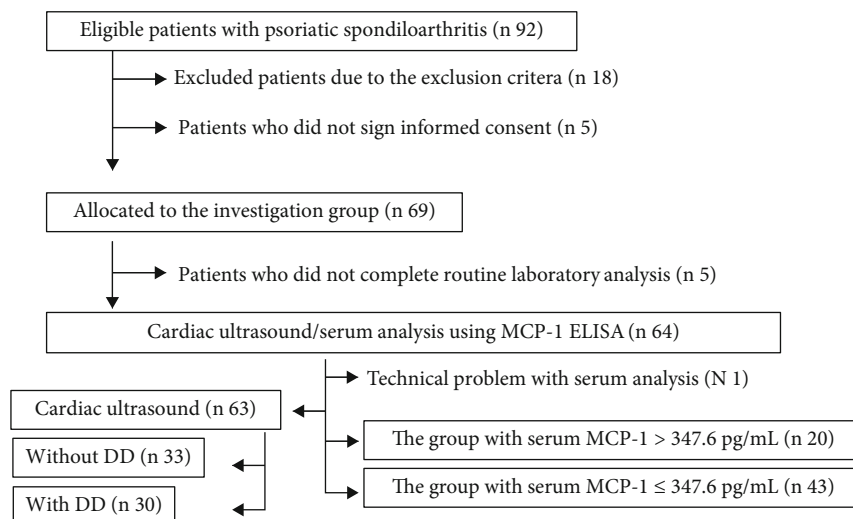 Eligible patients with psoriatic spondiloarthritis (n 92)
Excluded patients due to the exclusion critera (n 18)
Patients who did not sign informed consent (n 5)
Allocated to the investigation group (n 69)
Patients who did not complete routine laboratory analysis (n 5)
Cardiac ultrasound/serum analysis using MCP-1 ELISA (n 64)
Technical problem with serum analysis (N 1)
Cardiac ultrasound (n 63)
The group with serum MCP-1 > 347.6 pg/mL (n 20)
Without DD (n 33)
The group with serum MCP-1 ≤ 347.6 pg/mL (n 43)
With DD (n 30)